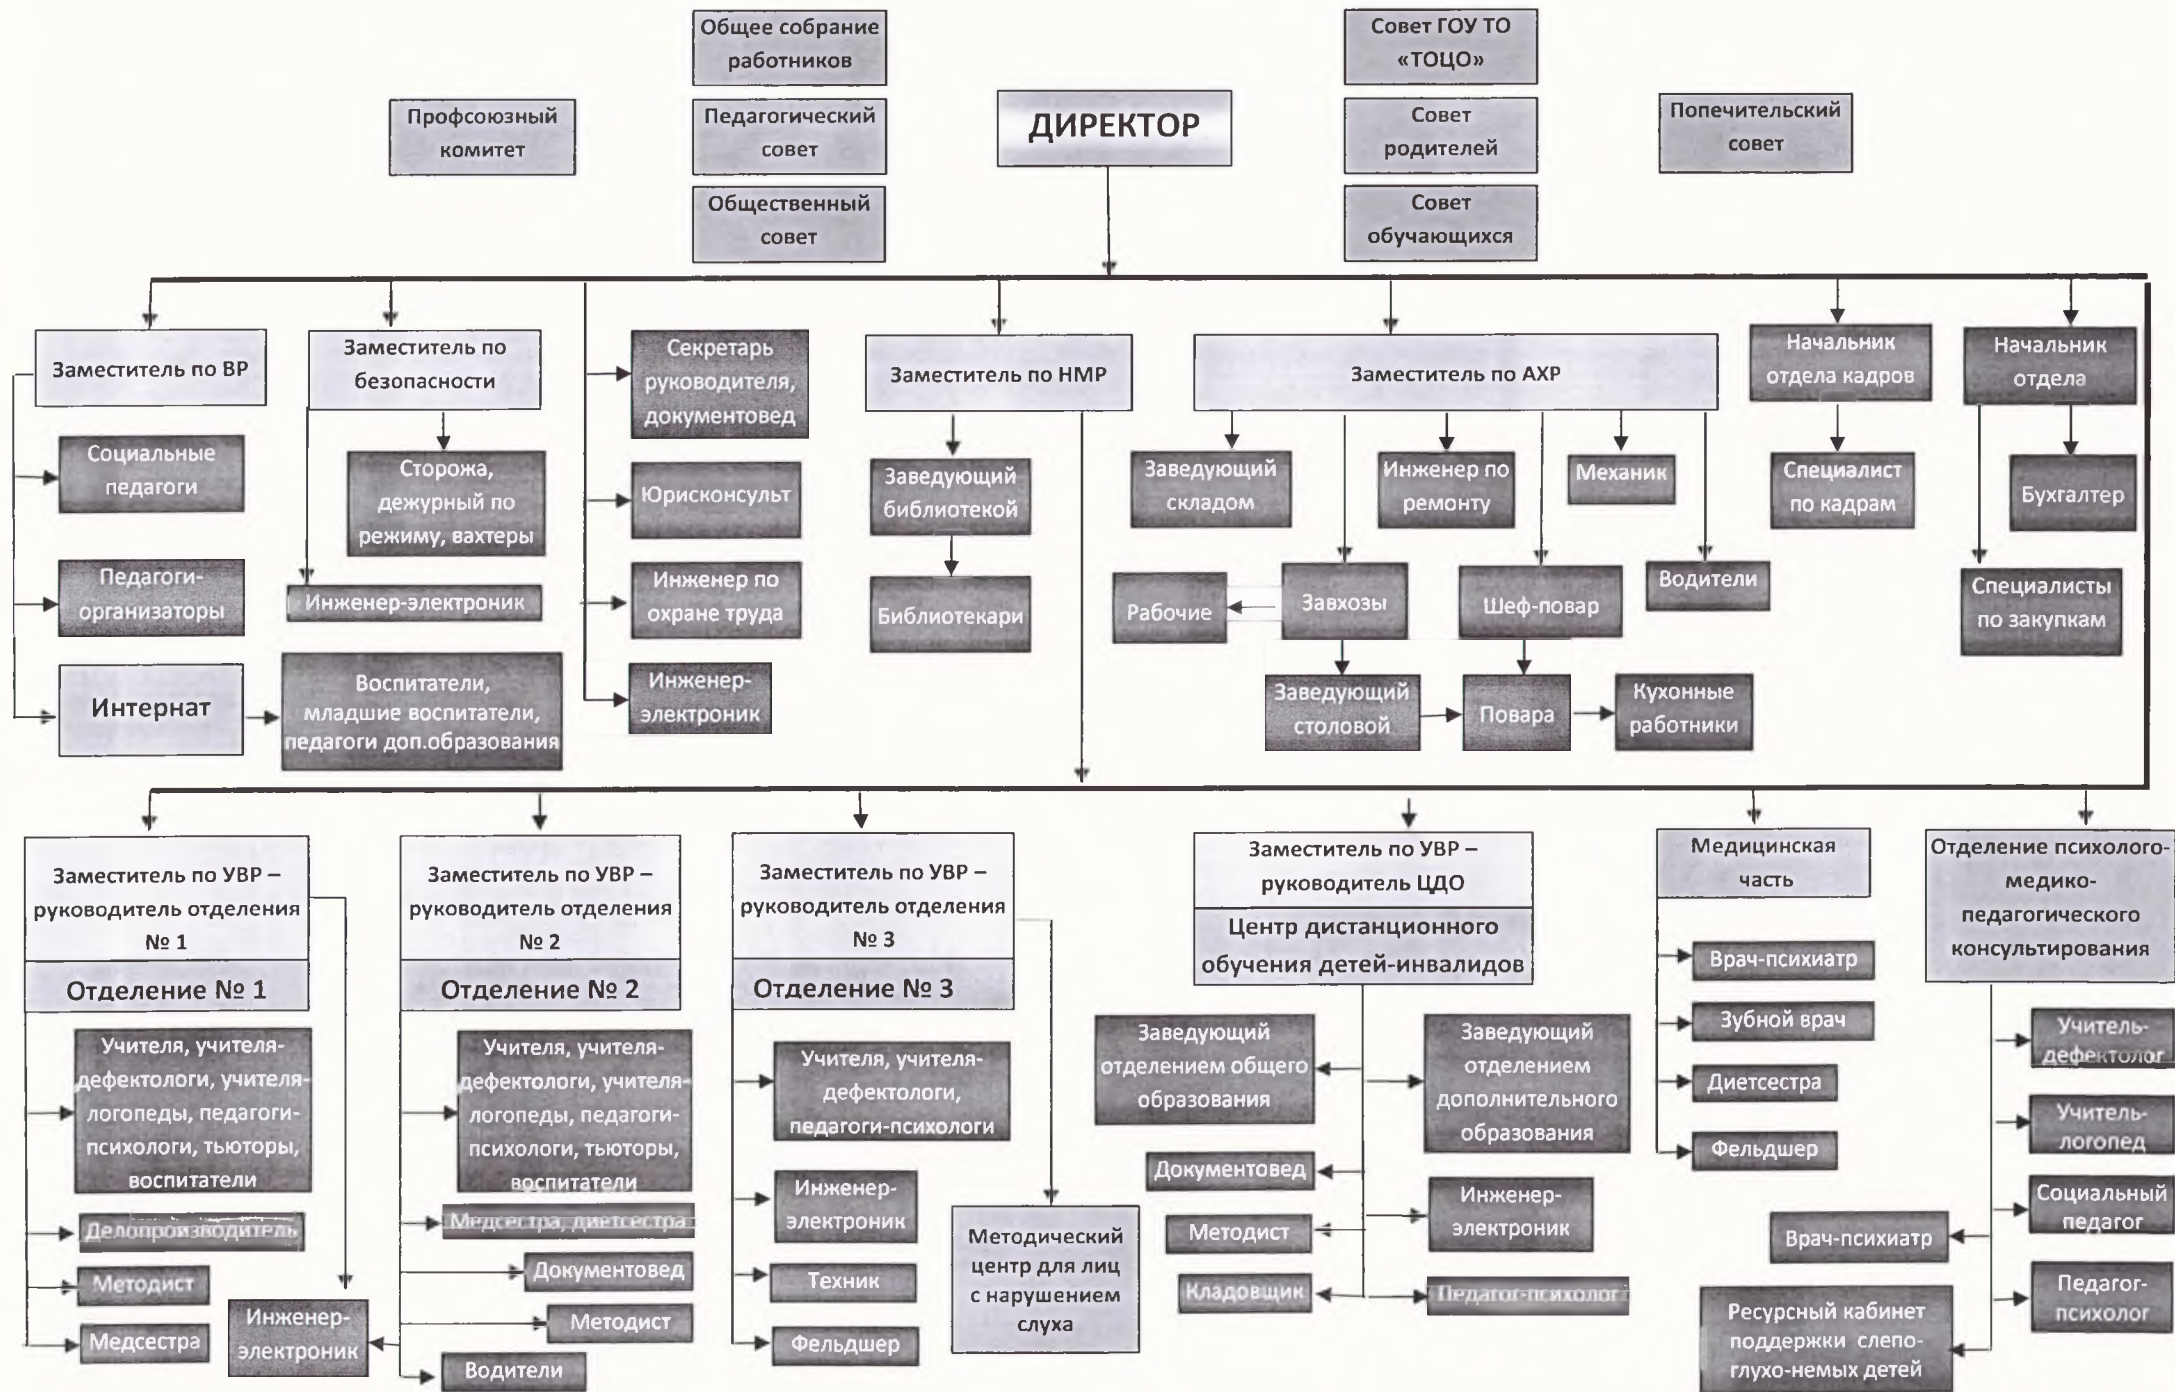 Общее собрание
работников
Совет ГОУ ТО
«ТОЦО»
Профсоюзный
комитет
Педагогический
совет
ДИРЕКТОР
Совет
родителей
Попечительский
совет
Общественный
совет
Совет
обучающихся
Заместитель по ВР
Заместитель по
безопасности
Секретарь
руководителя,
документовед
Заместитель по НМР
Заместитель по АХР
Начальник
отдела кадров
Начальник
отдела
Социальные
педагоги
Сторожа,
дежурный по
режиму, вахтеры
Юрисконсульт
Заведующий
библиотекой
Заведующий
складом
Инженер по
ремонту
Механик
Специалист
по кадрам
Бухгалтер
Педагоги-
организаторы
Инженер-электроник
Инженер по
охране труда
Библиотекари
Рабочие
Завхозы
Шеф-повар
Водители
Специалисты
по закупкам
Интернат
Воспитатели,
младшие воспитатели,
педагоги доп.образования
Инженер-
электроник
Заведующий
столовой
Повара
Кухонные
работники
Заместитель по УВР –
руководитель отделения
№ 1
Отделение № 1
Заместитель по УВР –
руководитель отделения
№ 2
Отделение № 2
Заместитель по УВР –
руководитель отделения
№ 3
Отделение № 3
Заместитель по УВР –
руководитель ЦДО
Центр дистанционного
обучения детей-инвалидов
Медицинская
часть
Отделение психолого-
медико-
педагогического
консультирования
Учителя, учителя-
дефектологи, учителя-
логопеды, педагоги-
психологи, тьюторы,
воспитатели
Делопроизводитель
Методист
Медсестра
Инженер-
электроник
Учителя, учителя-
дефектологи, учителя-
логопеды, педагоги-
психологи, тьюторы,
воспитатели
Медсестра, диетсестра
Документовед
Методист
Водители
Учителя, учителя-
дефектологи,
педагоги-психологи
Инженер-
электроник
Техник
Фельдшер
Методический
центр для лиц
с нарушением
слуха
Заведующий
отделением общего
образования
Документовед
Методист
Кладовщик
Заведующий
отделением
дополнительного
образования
Инженер-
электроник
Педагог-психолог
Врач-психиатр
Зубной врач
Диетсестра
Фельдшер
Учитель-
дефектолог
Учитель-
логопед
Социальный
педагог
Врач-психиатр
Педагог-
психолог
Ресурсный кабинет
поддержки слепо-
глухо-немых детей